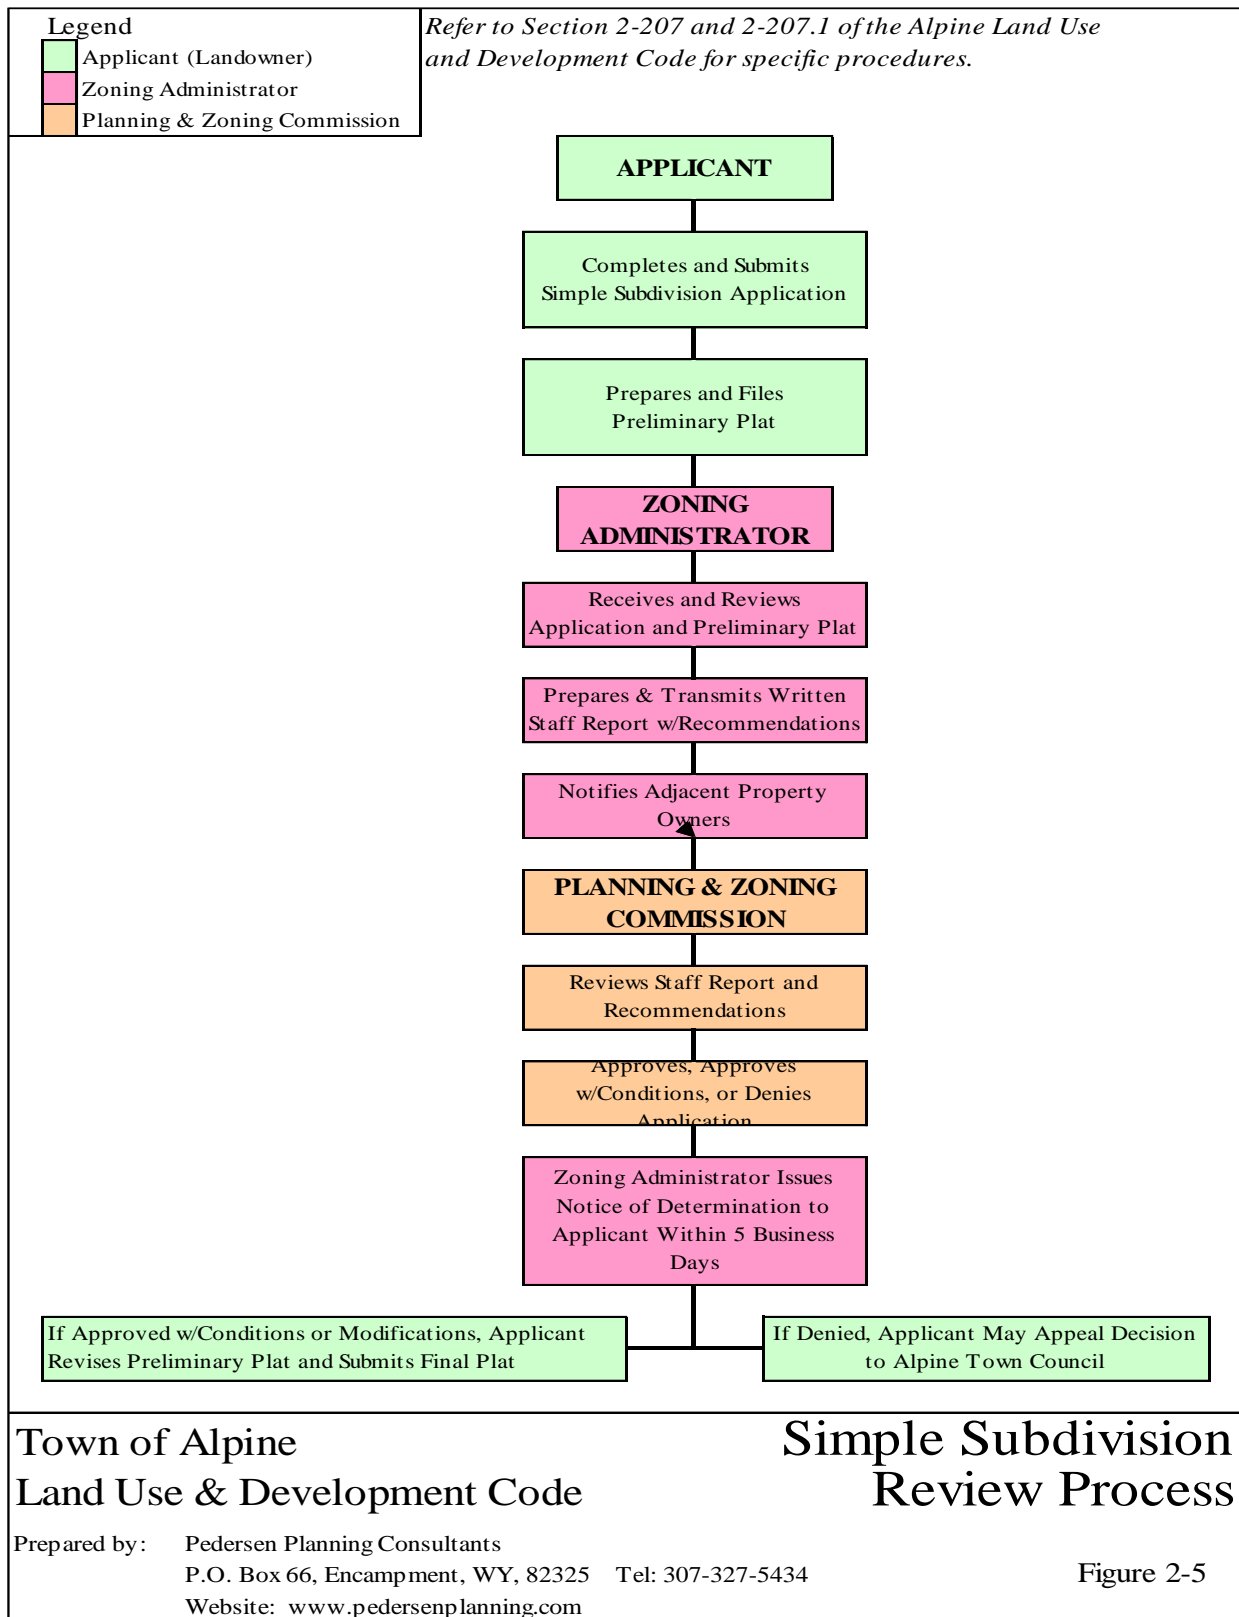 Legend
Applicant (Landowner)
Zoning Administrator
Planning & Zoning Commission
Refer to Section 2-207 and 2-207.1 of the Alpine Land Use
and Development Code for specific procedures.
APPLICANT
Completes and Submits
Simple Subdivision Application
Prepares and Files
Preliminary Plat
ZONING
ADMINISTRATOR
Receives and Reviews
Application and Preliminary Plat
Prepares & Transmits Written
Staff Report w/Recommendations
Notifies Adjacent Property
Owners
PLANNING & ZONING
COMMISSION
Reviews Staff Report and
Recommendations
Approves, Approves
w/Conditions, or Denies
Application
Zoning Administrator Issues
Notice of Determination to
Applicant Within 5 Business
Days
If Approved w/Conditions or Modifications, Applicant
Revises Preliminary Plat and Submits Final Plat
If Denied, Applicant May Appeal Decision
to Alpine Town Council
Town of Alpine
Land Use & Development Code
Simple Subdivision
Review Process
Prepared by: Pedersen Planning Consultants
P.O. Box 66, Encampment, WY, 82325 Tel: 307-327-5434
Website: www.pedersenplanning.com
Figure 2-5